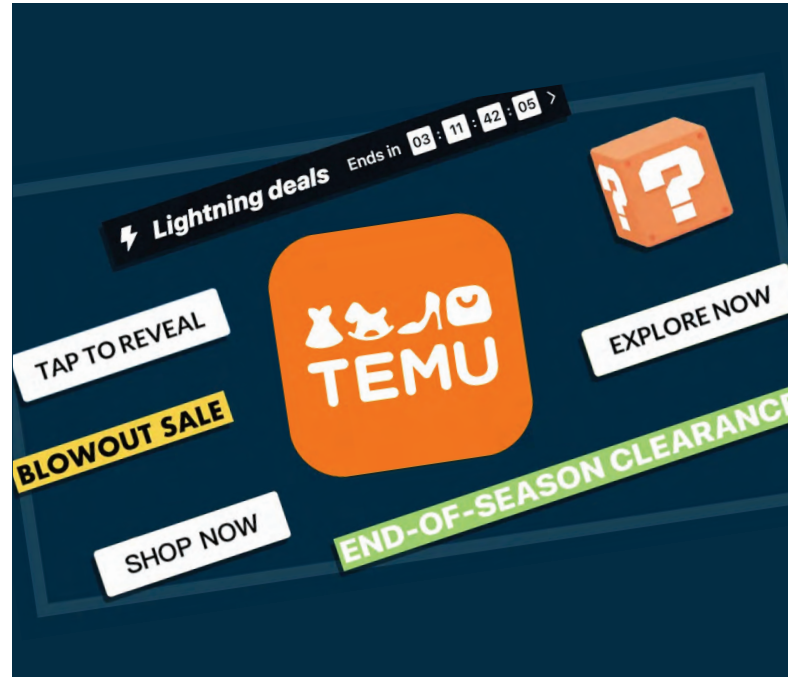 Lightning deals Ends in 03 : 11 : 42 : 05 >
? ?
TAP TO REVEAL
TEMU
EXPLORE NOW
BLOWOUT SALE
END-OF-SEASON CLEARANCE
SHOP NOW